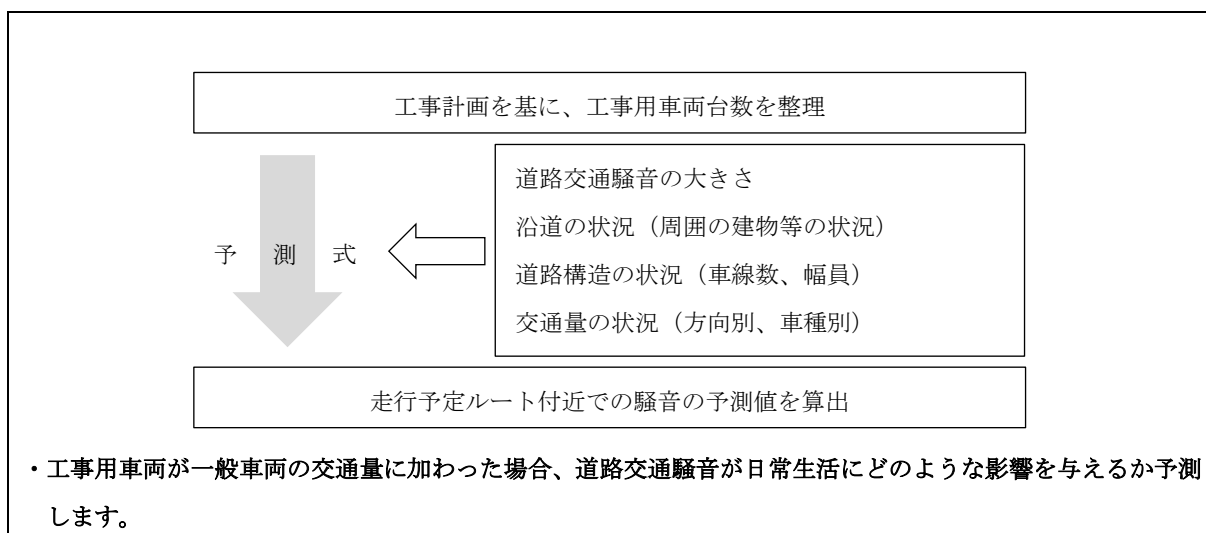 工事計画を基に、工事用車両台数を整理
道路交通騒音の大きさ
沿道の状況（周囲の建物等の状況）
道路構造の状況（車線数、幅員）
交通量の状況（方向別、車種別）
予　測　式
走行予定ルート付近での騒音の予測値を算出
・工事用車両が一般車両の交通量に加わった場合、道路交通騒音が日常生活にどのような影響を与えるか予測
します。